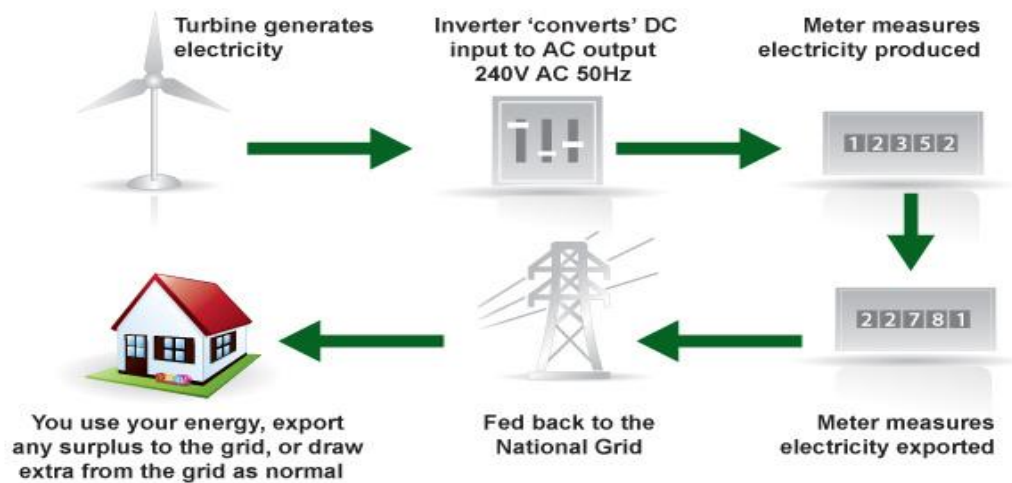 Turbine generates
electricity
Inverter ‘converts’ DC
input to AC output
240V AC 50Hz
Meter measures
electricity produced
12352
22781
Meter measures
electricity exported
Fed back to the
National Grid
You use your energy, export
any surplus to the grid, or draw
extra from the grid as normal